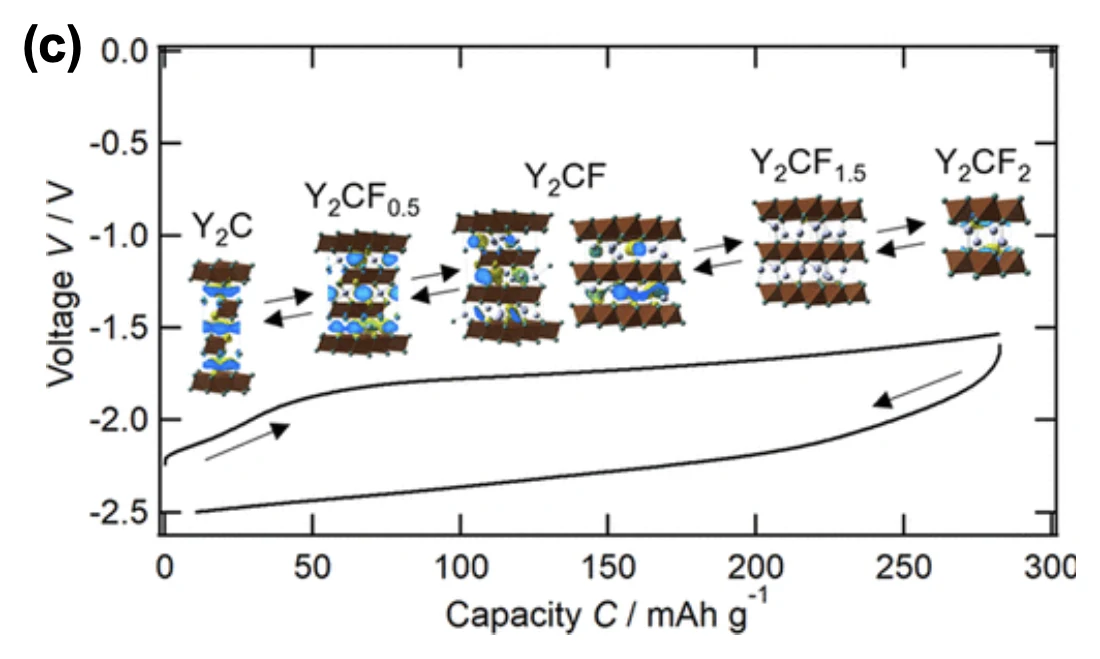 (c)
0.0
-0.5
-1.0
-1.5
-2.0
-2.5
Voltage V / V
Y₂C
Y₂CF₀.₅
Y₂CF
Y₂CF₁.₅
Y₂CF₂
0 50 100 150 200 250 300
Capacity C / mAh g⁻¹